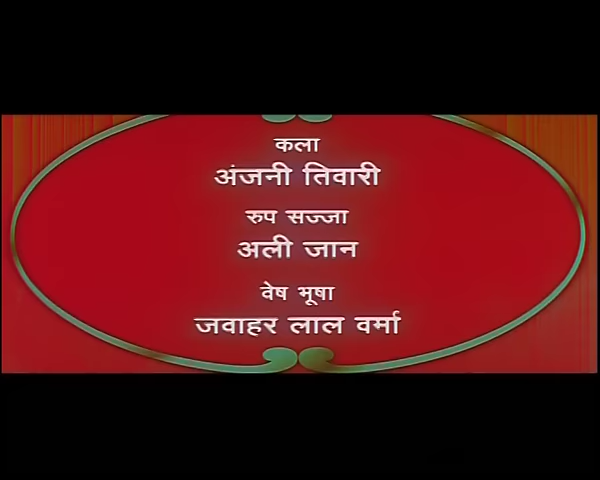 कला
अंजनी तिवारी
रुप सज्जा
अली जान
वेष भूषा
जवाहर लाल वर्मा